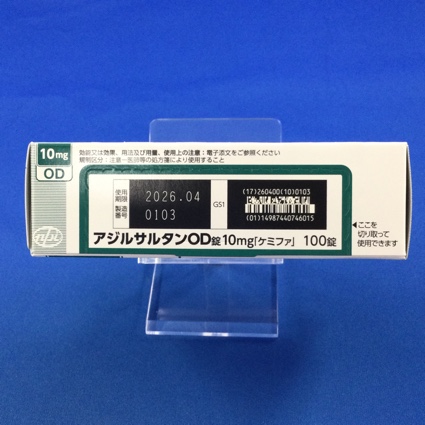 10mg
OD
効能又は効果、用法及び用量、使用上の注意：電子添文をご参照ください
規制区分：注意－医師等の処方箋により使用すること
使用期限 2026.04
製造番号 0103
GS1
(17)260400(10)0103
(01)14987440746015
アジルサルタンOD錠10mg「ケミファ」 100錠
◀ここを
切り取って
使用できます